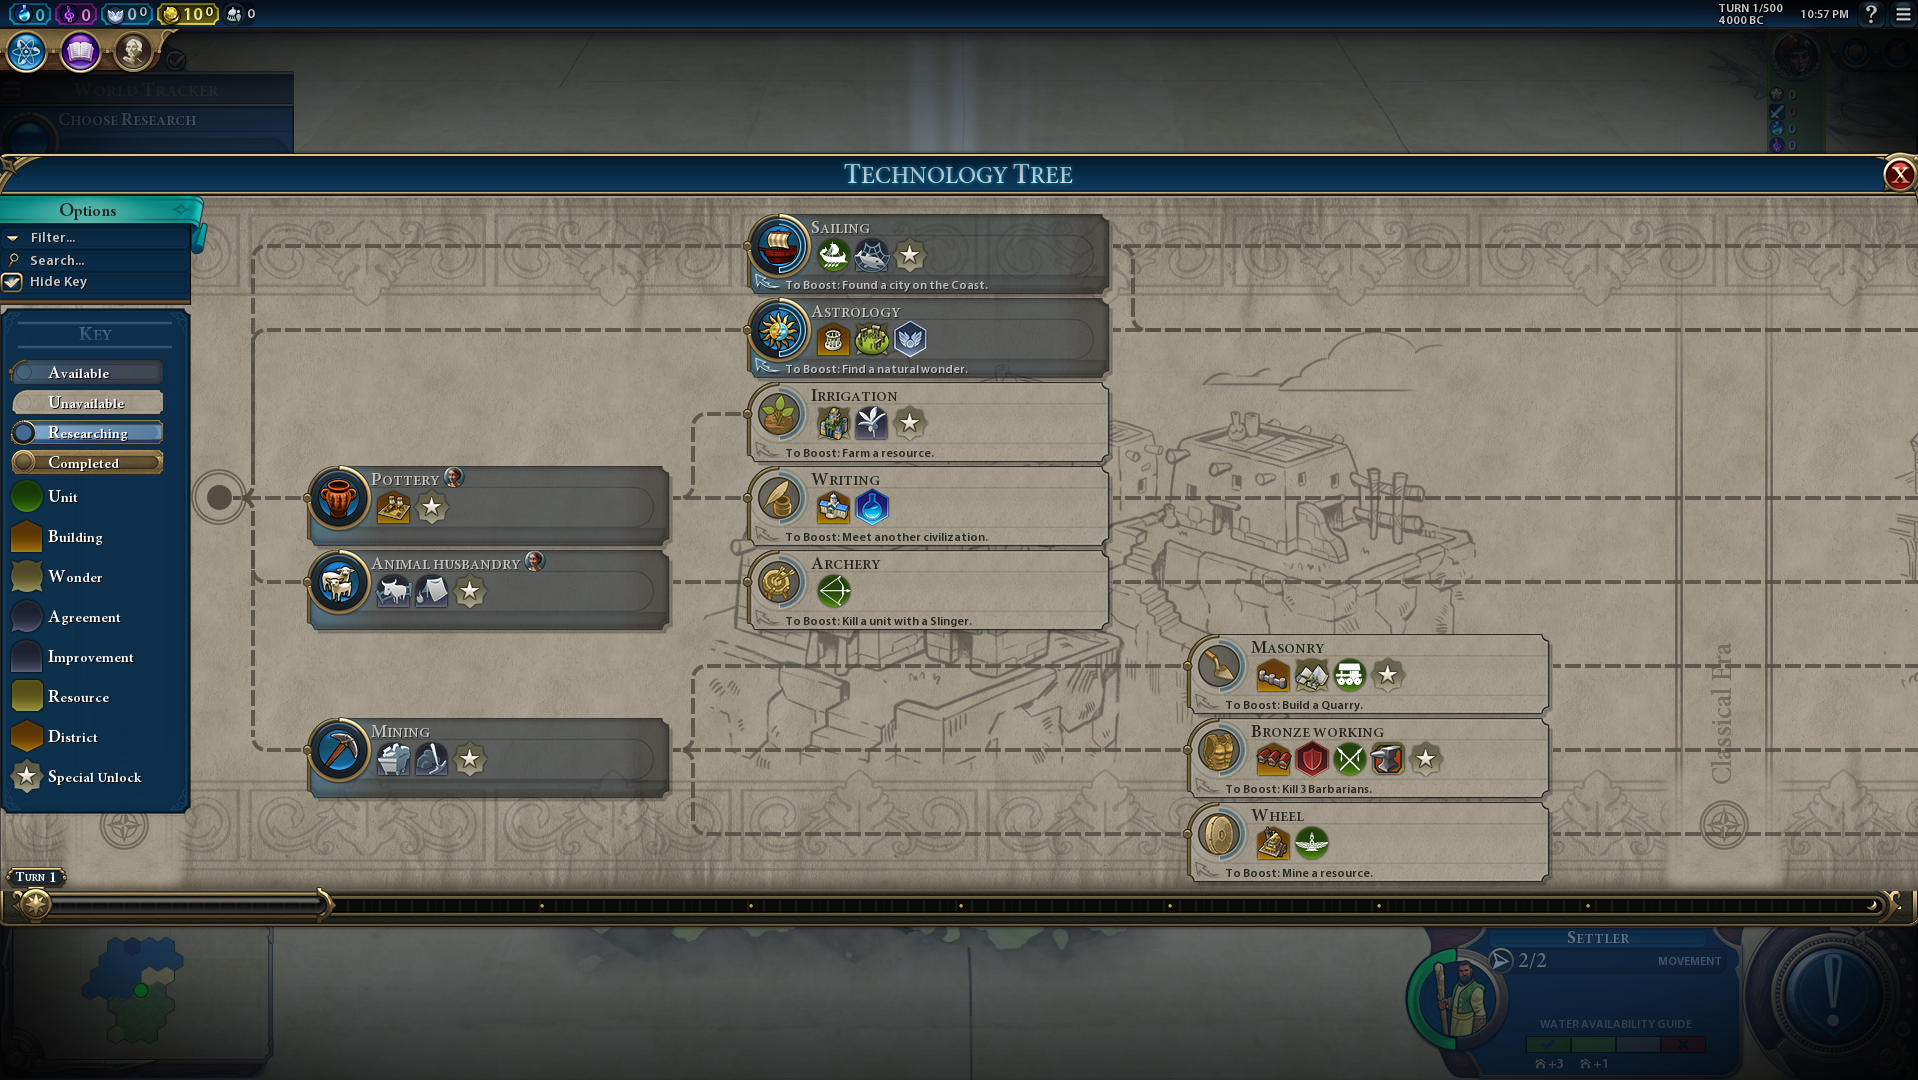 0
0
0 0
10 0
0
TURN 1/500
4000 BC
10:57 PM
?
WORLD TRACKER
CHOOSE RESEARCH
0
0
0
0
TECHNOLOGY TREE
X
Options
Filter...
Search...
Hide Key
KEY
Available
Unavailable
Researching
Completed
Unit
Building
Wonder
Agreement
Improvement
Resource
District
Special Unlock
POTTERY
ANIMAL HUSBANDRY
MINING
SAILING
To Boost: Found a city on the Coast.
ASTROLOGY
To Boost: Find a natural wonder.
IRRIGATION
To Boost: Farm a resource.
WRITING
To Boost: Meet another civilization.
ARCHERY
To Boost: Kill a unit with a Slinger.
MASONRY
To Boost: Build a Quarry.
BRONZE WORKING
To Boost: Kill 3 Barbarians.
WHEEL
To Boost: Mine a resource.
Classical Era
TURN 1
SETTLER
2/2
MOVEMENT
WATER AVAILABILITY GUIDE
+3
+1